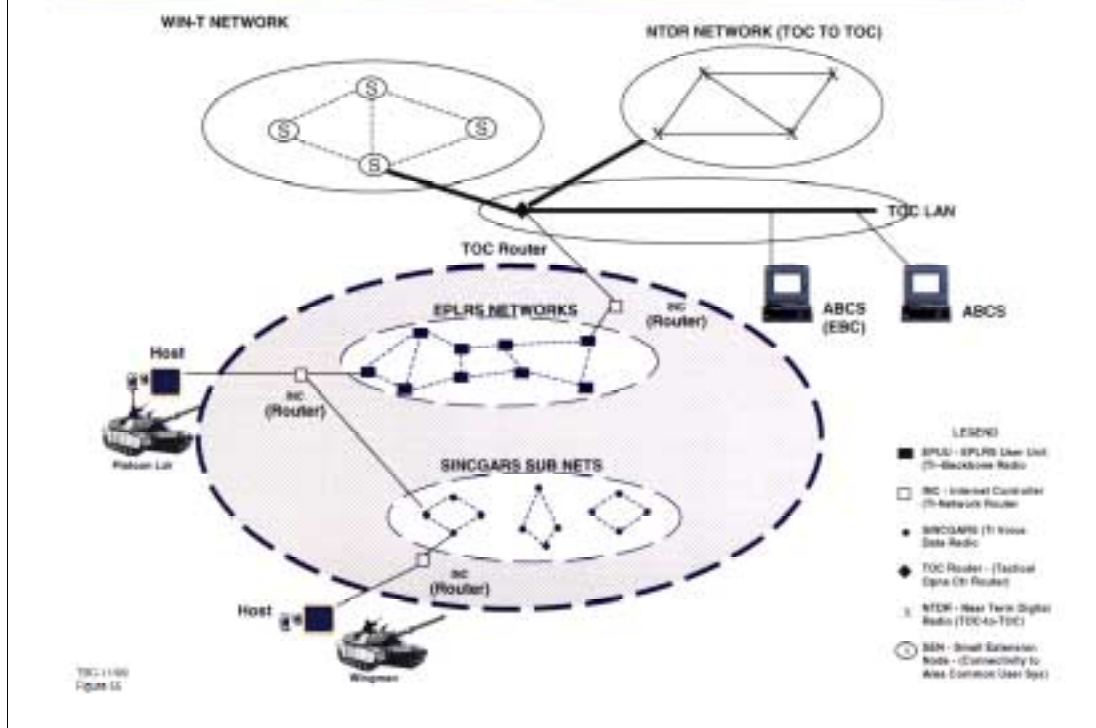 WIN-T NETWORK
NTDR NETWORK (TOC TO TOC)
S
S
S
S
X
X
X
X
TOC LAN
TOC Router
EPLRS NETWORKS
INC
(Router)
ABCS
(EBC)
ABCS
Host
INC
(Router)
Platoon Ldr
SINCGARS SUB NETS
INC
(Router)
Host
Wingman
LEGEND
EPUU - EPLRS User Unit
(TI-Backbone Radio
INC - Internet Controller
(TI-Network Router
SINCGARS (TI Voice
Data Radio
TOC Router - (Tactical
Opns Ctr Router)
X NTDR - Near Term Digital
Radio (TOC-to-TOC)
S SEN - Small Extension
Node - (Connectivity to
Area Common User Sys)
Figure